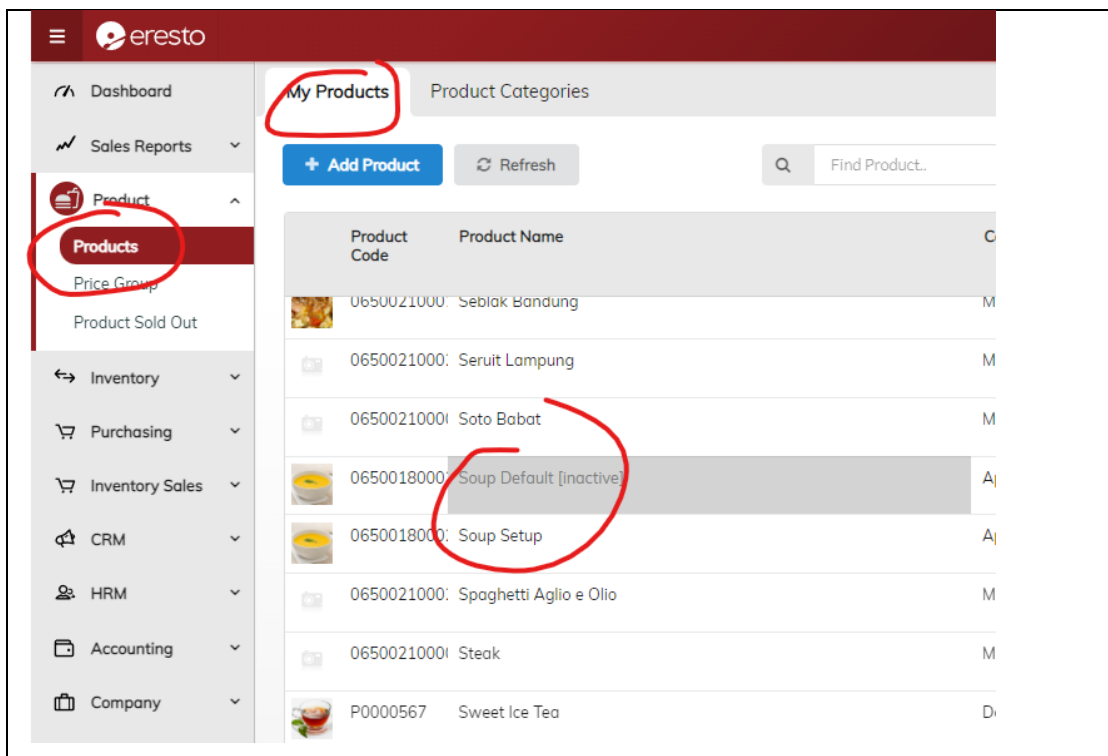 eresto
Dashboard
Sales Reports
Product
Products
Price Group
Product Sold Out
Inventory
Purchasing
Inventory Sales
CRM
HRM
Accounting
Company
My Products
Product Categories
+ Add Product
Refresh
Find Product..
Product
Code
Product Name
Seblak Bandung
Seruit Lampung
Soto Babat
Soup Default [inactive]
Soup Setup
Spaghetti Aglio e Olio
Steak
P0000567 Sweet Ice Tea